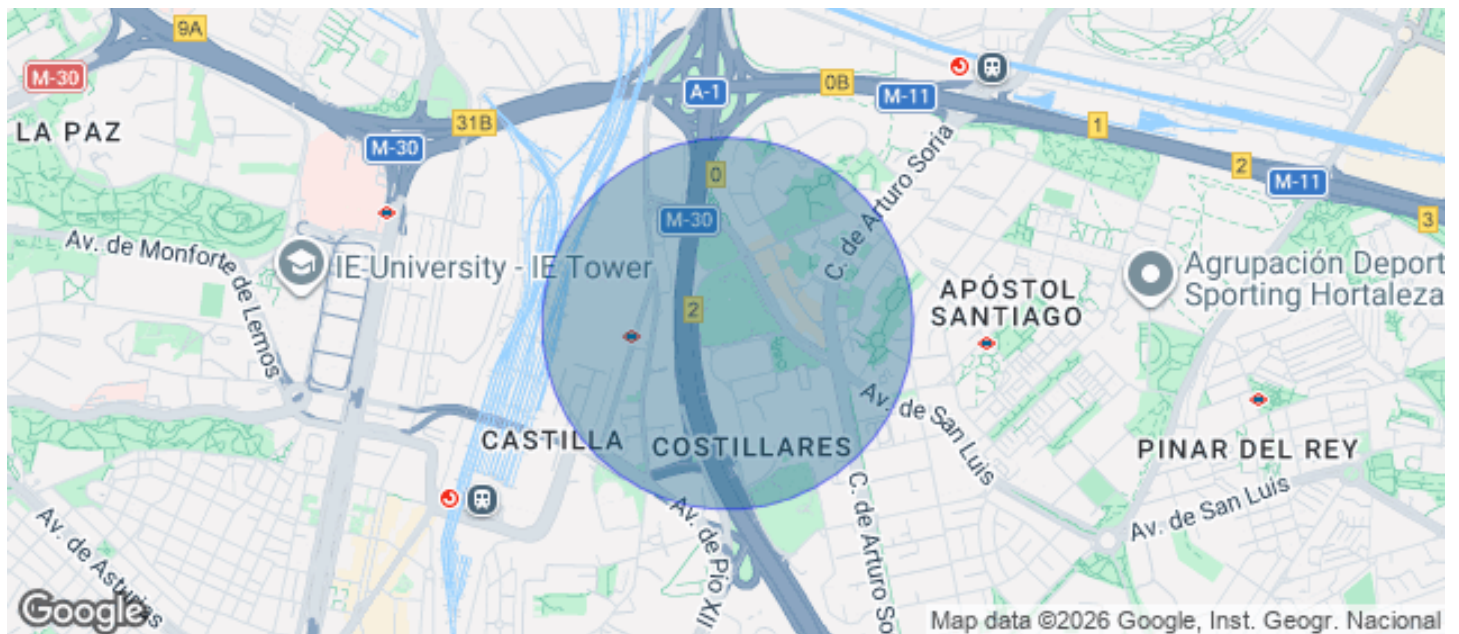 9A
M-30
LA PAZ
31B
M-30
A-1
0B
M-11
1
2
M-11
3
0
M-30
C. de Arturo Soria
Av. de Monforte de Lemos
IE University - IE Tower
2
APÓSTOL
SANTIAGO
Agrupación Deport
Sporting Hortaleza
CASTILLA
COSTILLARES
Av. de San Luis
PINAR DEL REY
Av. de San Luis
Av. de Asturias
Av. de Pío XII
C. de Arturo So
Google
Map data ©2026 Google, Inst. Geogr. Nacional